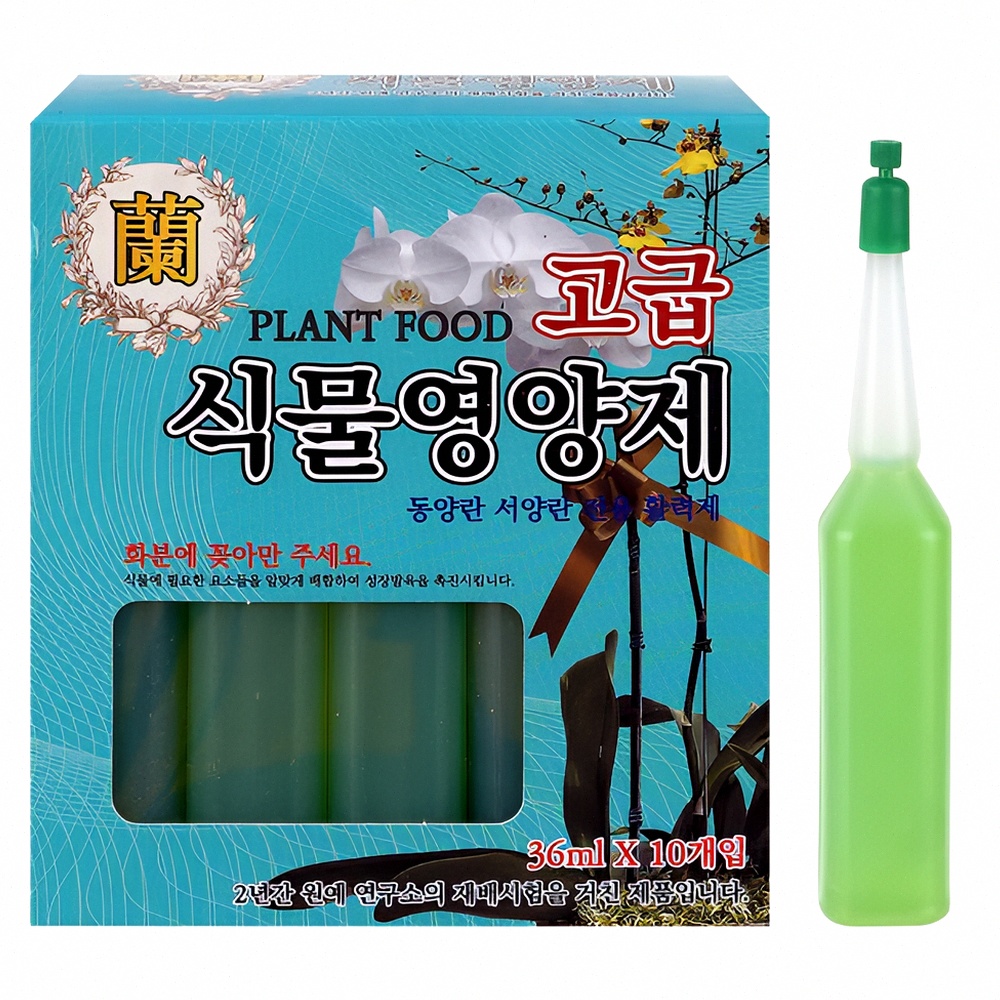 蘭
PLANT FOOD 고급
식물영양제
동양란 서양란 전용 활력제
화분에 꽂아만 주세요.
식물에 필요한 요소들을 알맞게 배합하여 성장발육을 촉진시킵니다.
36ml X 10개입
2년간 원예 연구소의 재배시험을 거친 제품입니다.